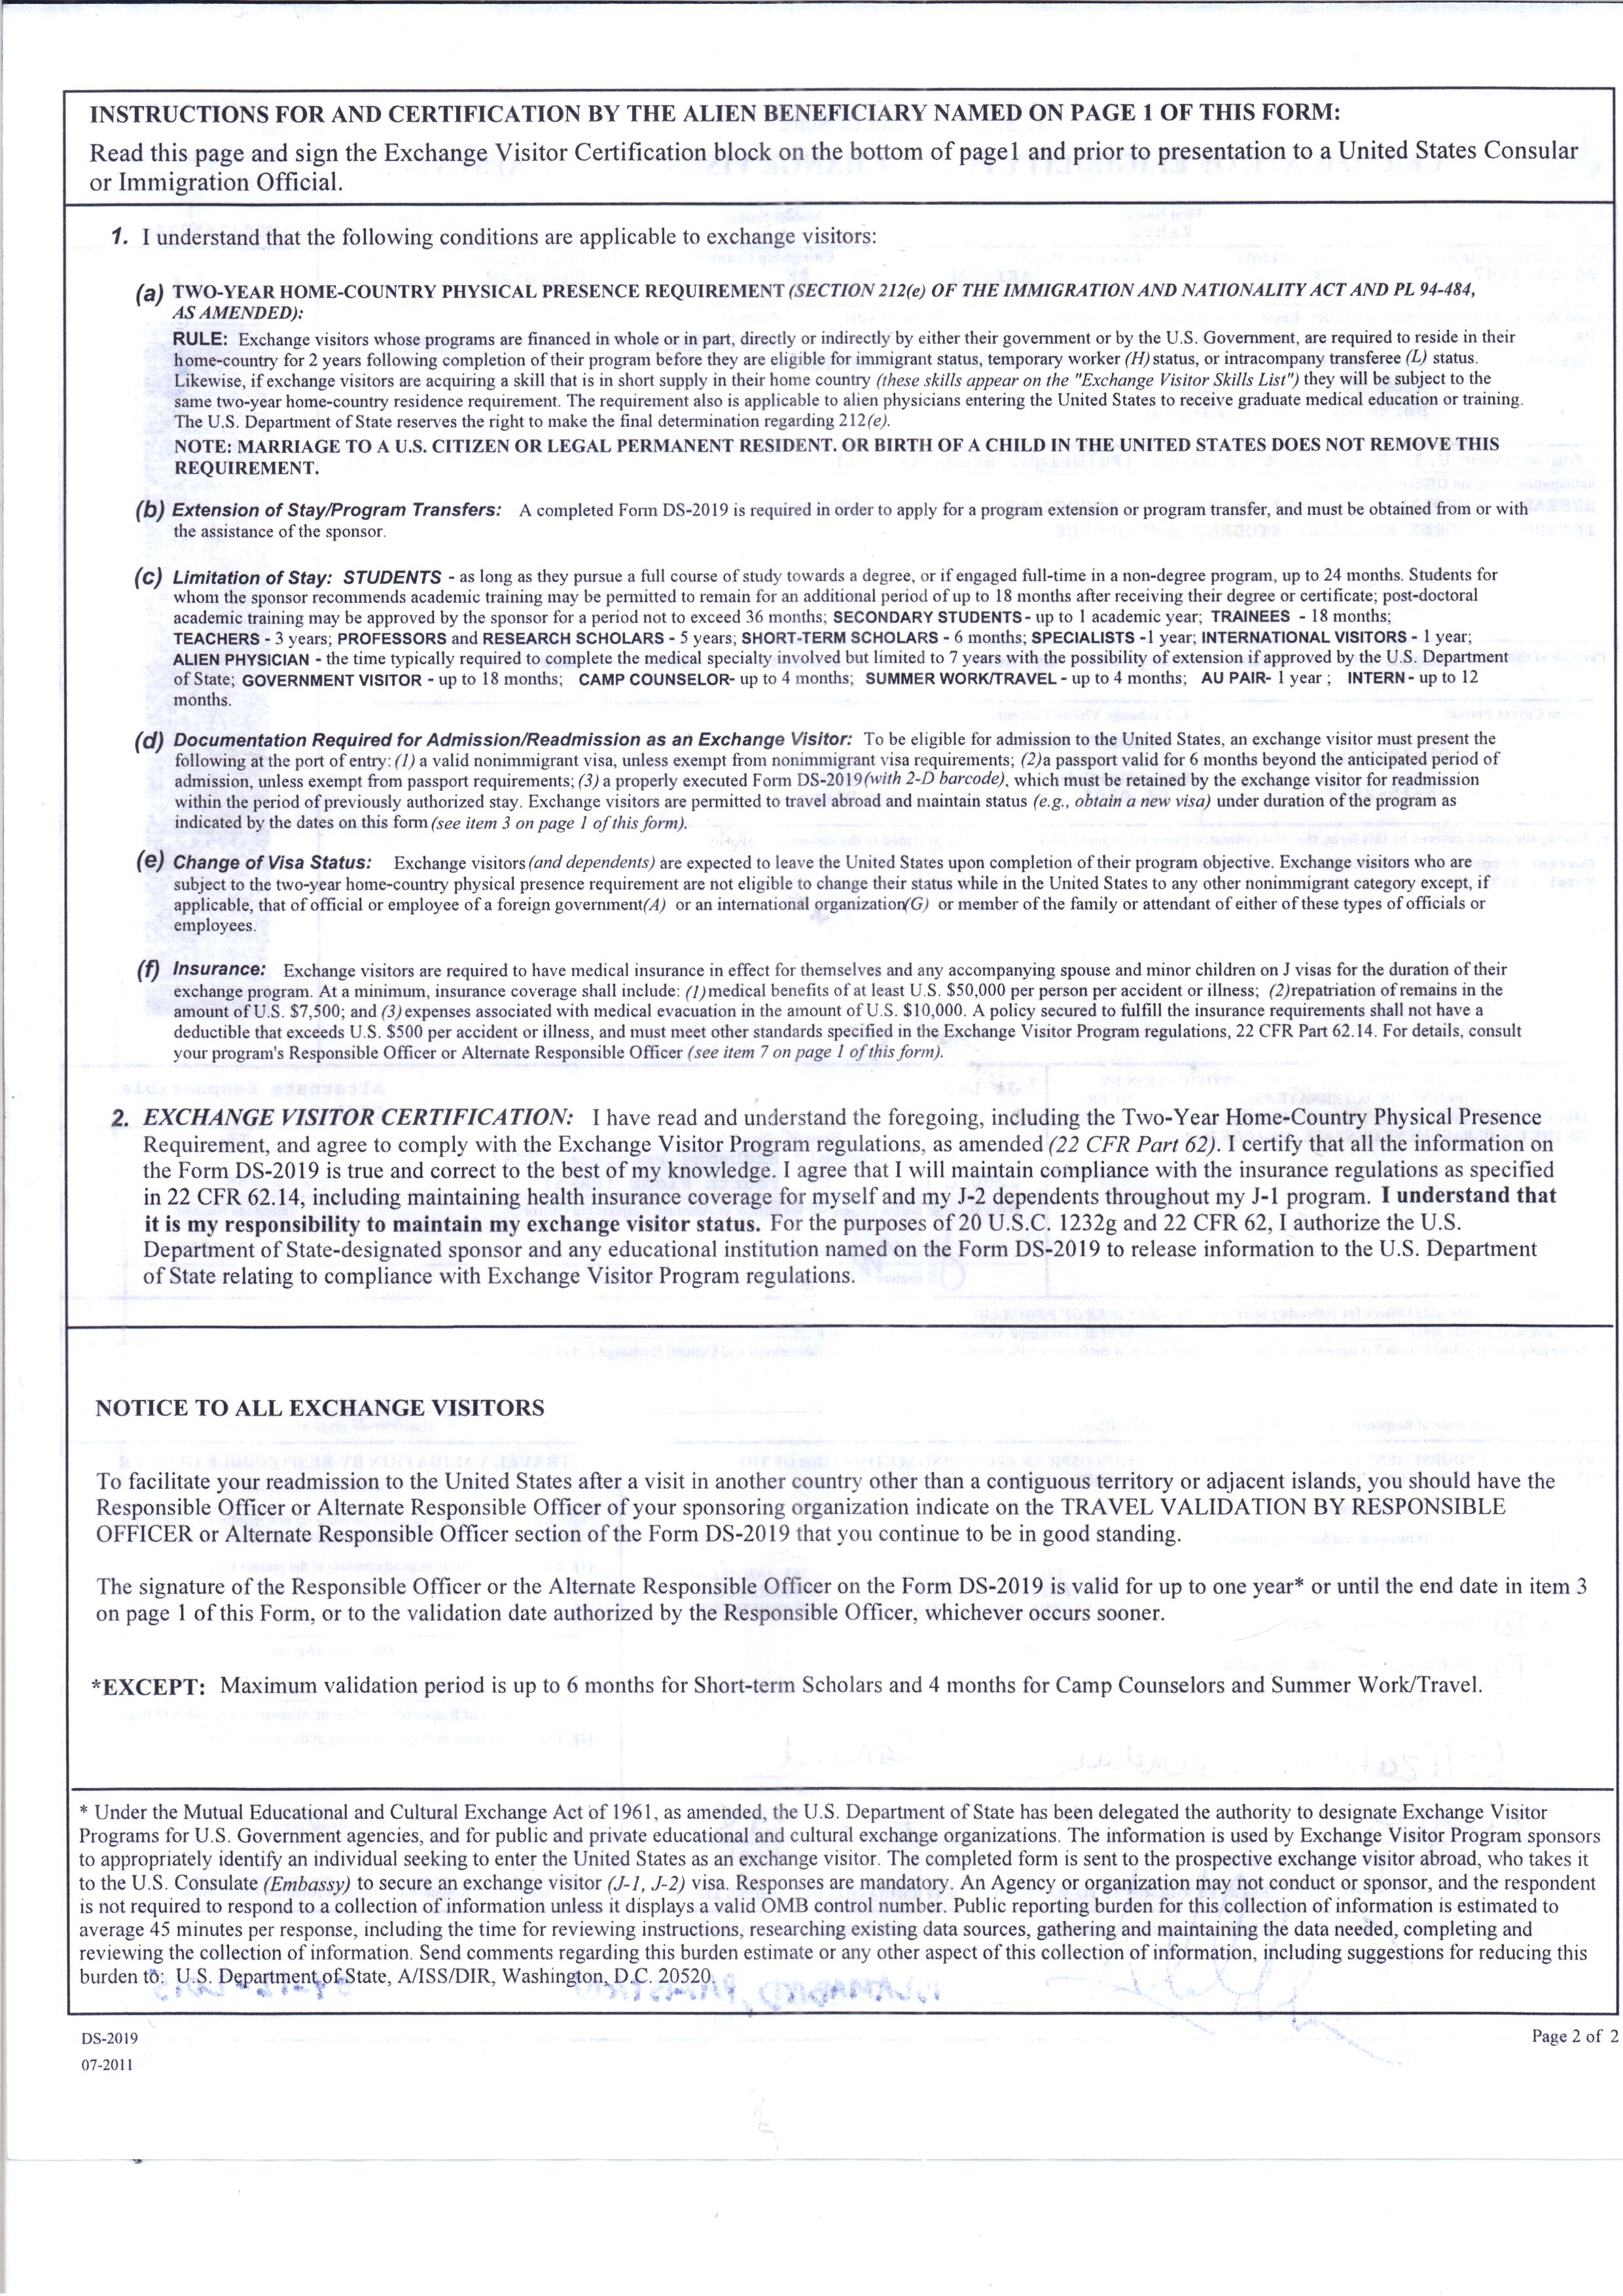 INSTRUCTIONS FOR AND CERTIFICATION BY THE ALIEN BENEFICIARY NAMED ON PAGE 1 OF THIS FORM:
Read this page and sign the Exchange Visitor Certification block on the bottom of page1 and prior to presentation to a United States Consular
or Immigration Official.
1. I understand that the following conditions are applicable to exchange visitors:
(a) TWO-YEAR HOME-COUNTRY PHYSICAL PRESENCE REQUIREMENT (SECTION 212(e) OF THE IMMIGRATION AND NATIONALITY ACT AND PL 94-484,
AS AMENDED):
RULE: Exchange visitors whose programs are financed in whole or in part, directly or indirectly by either their government or by the U.S. Government, are required to reside in their
home-country for 2 years following completion of their program before they are eligible for immigrant status, temporary worker (H) status, or intracompany transferee (L) status.
Likewise, if exchange visitors are acquiring a skill that is in short supply in their home country (these skills appear on the "Exchange Visitor Skills List") they will be subject to the
same two-year home-country residence requirement. The requirement also is applicable to alien physicians entering the United States to receive graduate medical education or training.
The U.S. Department of State reserves the right to make the final determination regarding 212(e).
NOTE: MARRIAGE TO A U.S. CITIZEN OR LEGAL PERMANENT RESIDENT. OR BIRTH OF A CHILD IN THE UNITED STATES DOES NOT REMOVE THIS
REQUIREMENT.
(b) Extension of Stay/Program Transfers: A completed Form DS-2019 is required in order to apply for a program extension or program transfer, and must be obtained from or with
the assistance of the sponsor.
(c) Limitation of Stay: STUDENTS - as long as they pursue a full course of study towards a degree, or if engaged full-time in a non-degree program, up to 24 months. Students for
whom the sponsor recommends academic training may be permitted to remain for an additional period of up to 18 months after receiving their degree or certificate; post-doctoral
academic training may be approved by the sponsor for a period not to exceed 36 months; SECONDARY STUDENTS - up to 1 academic year; TRAINEES - 18 months;
TEACHERS - 3 years; PROFESSORS and RESEARCH SCHOLARS - 5 years; SHORT-TERM SCHOLARS - 6 months; SPECIALISTS -1 year; INTERNATIONAL VISITORS - 1 year;
ALIEN PHYSICIAN - the time typically required to complete the medical specialty involved but limited to 7 years with the possibility of extension if approved by the U.S. Department
of State; GOVERNMENT VISITOR - up to 18 months; CAMP COUNSELOR- up to 4 months; SUMMER WORK/TRAVEL - up to 4 months; AU PAIR- 1 year ; INTERN - up to 12
months.
(d) Documentation Required for Admission/Readmission as an Exchange Visitor: To be eligible for admission to the United States, an exchange visitor must present the
following at the port of entry: (1) a valid nonimmigrant visa, unless exempt from nonimmigrant visa requirements; (2)a passport valid for 6 months beyond the anticipated period of
admission, unless exempt from passport requirements; (3) a properly executed Form DS-2019(with 2-D barcode), which must be retained by the exchange visitor for readmission
within the period of previously authorized stay. Exchange visitors are permitted to travel abroad and maintain status (e.g., obtain a new visa) under duration of the program as
indicated by the dates on this form (see item 3 on page 1 of this form).
(e) Change of Visa Status: Exchange visitors (and dependents) are expected to leave the United States upon completion of their program objective. Exchange visitors who are
subject to the two-year home-country physical presence requirement are not eligible to change their status while in the United States to any other nonimmigrant category except, if
applicable, that of official or employee of a foreign government(A) or an international organization(G) or member of the family or attendant of either of these types of officials or
employees.
(f) Insurance: Exchange visitors are required to have medical insurance in effect for themselves and any accompanying spouse and minor children on J visas for the duration of their
exchange program. At a minimum, insurance coverage shall include: (1)medical benefits of at least U.S. $50,000 per person per accident or illness; (2)repatriation of remains in the
amount of U.S. $7,500; and (3)expenses associated with medical evacuation in the amount of U.S. $10,000. A policy secured to fulfill the insurance requirements shall not have a
deductible that exceeds U.S. $500 per accident or illness, and must meet other standards specified in the Exchange Visitor Program regulations, 22 CFR Part 62.14. For details, consult
your program's Responsible Officer or Alternate Responsible Officer (see item 7 on page 1 of this form).
2. EXCHANGE VISITOR CERTIFICATION: I have read and understand the foregoing, including the Two-Year Home-Country Physical Presence
Requirement, and agree to comply with the Exchange Visitor Program regulations, as amended (22 CFR Part 62). I certify that all the information on
the Form DS-2019 is true and correct to the best of my knowledge. I agree that I will maintain compliance with the insurance regulations as specified
in 22 CFR 62.14, including maintaining health insurance coverage for myself and my J-2 dependents throughout my J-1 program. I understand that
it is my responsibility to maintain my exchange visitor status. For the purposes of 20 U.S.C. 1232g and 22 CFR 62, I authorize the U.S.
Department of State-designated sponsor and any educational institution named on the Form DS-2019 to release information to the U.S. Department
of State relating to compliance with Exchange Visitor Program regulations.
NOTICE TO ALL EXCHANGE VISITORS
To facilitate your readmission to the United States after a visit in another country other than a contiguous territory or adjacent islands, you should have the
Responsible Officer or Alternate Responsible Officer of your sponsoring organization indicate on the TRAVEL VALIDATION BY RESPONSIBLE
OFFICER or Alternate Responsible Officer section of the Form DS-2019 that you continue to be in good standing.
The signature of the Responsible Officer or the Alternate Responsible Officer on the Form DS-2019 is valid for up to one year* or until the end date in item 3
on page 1 of this Form, or to the validation date authorized by the Responsible Officer, whichever occurs sooner.
*EXCEPT: Maximum validation period is up to 6 months for Short-term Scholars and 4 months for Camp Counselors and Summer Work/Travel.
* Under the Mutual Educational and Cultural Exchange Act of 1961, as amended, the U.S. Department of State has been delegated the authority to designate Exchange Visitor
Programs for U.S. Government agencies, and for public and private educational and cultural exchange organizations. The information is used by Exchange Visitor Program sponsors
to appropriately identify an individual seeking to enter the United States as an exchange visitor. The completed form is sent to the prospective exchange visitor abroad, who takes it
to the U.S. Consulate (Embassy) to secure an exchange visitor (J-1, J-2) visa. Responses are mandatory. An Agency or organization may not conduct or sponsor, and the respondent
is not required to respond to a collection of information unless it displays a valid OMB control number. Public reporting burden for this collection of information is estimated to
average 45 minutes per response, including the time for reviewing instructions, researching existing data sources, gathering and maintaining the data needed, completing and
reviewing the collection of information. Send comments regarding this burden estimate or any other aspect of this collection of information, including suggestions for reducing this
burden to: U.S. Department of State, A/ISS/DIR, Washington, D.C. 20520.
DS-2019
07-2011
Page 2 of 2